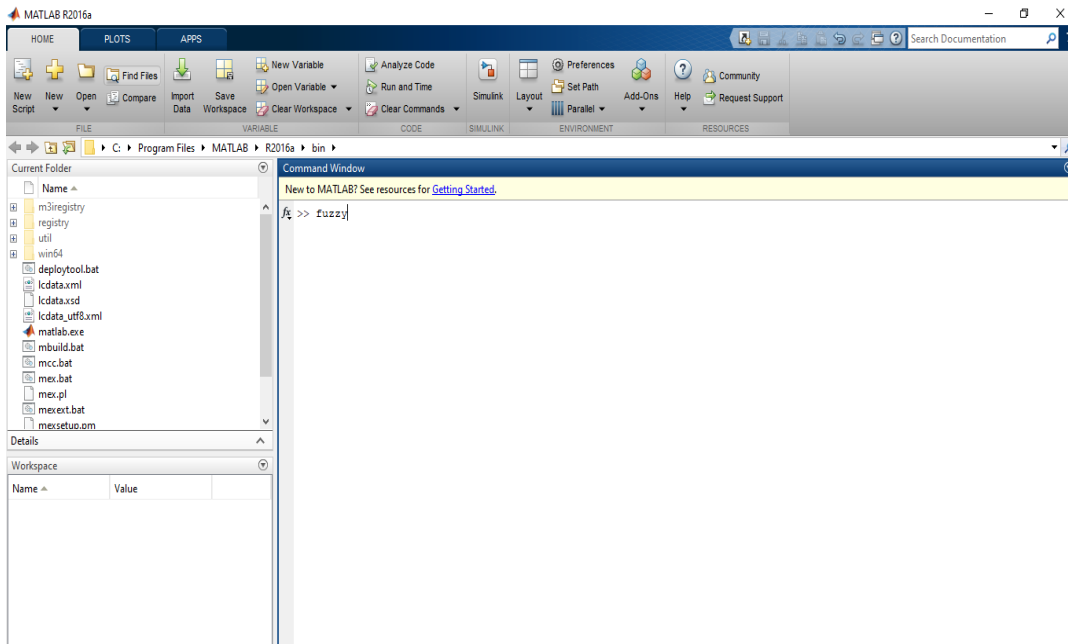 MATLAB R2016a
HOME PLOTS APPS
Search Documentation
New Script
New
Open
Find Files
Compare
Import Data
Save Workspace
New Variable
Open Variable
Clear Workspace
Analyze Code
Run and Time
Clear Commands
Simulink
Layout
Preferences
Set Path
Parallel
Add-Ons
Help
Community
Request Support
FILE VARIABLE CODE SIMULINK ENVIRONMENT RESOURCES
C: Program Files MATLAB R2016a bin
Current Folder
Name
m3iregistry
registry
util
win64
deploytool.bat
lcdata.xml
lcdata.xsd
lcdata_utf8.xml
matlab.exe
mbuild.bat
mcc.bat
mex.bat
mex.pl
mexext.bat
mexsetup.pm
Details
Workspace
Name Value
Command Window
New to MATLAB? See resources for Getting Started.
fx >> fuzzy